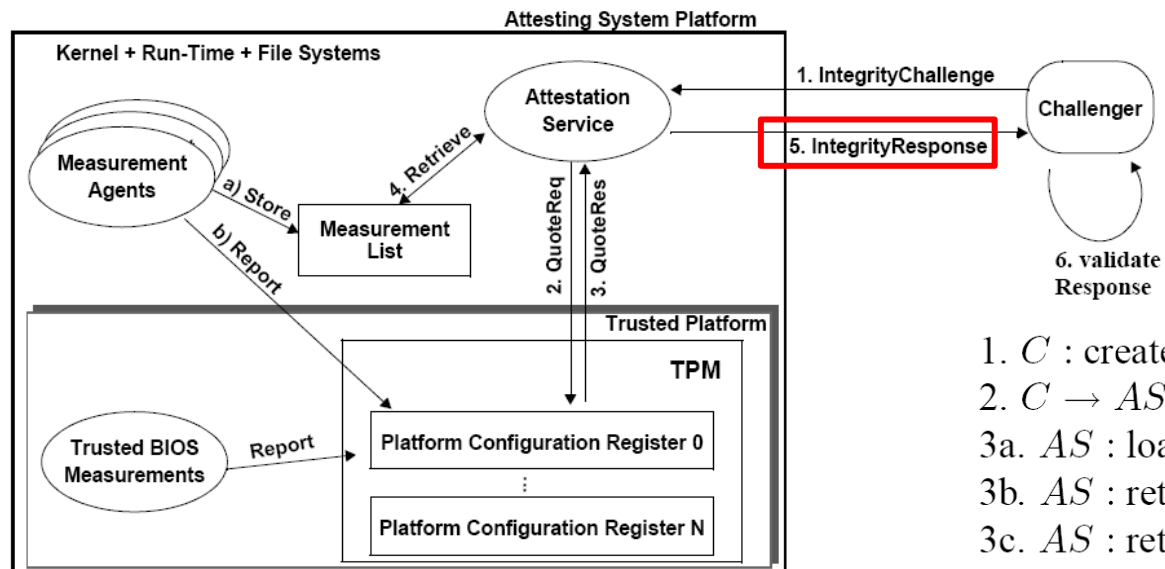 Attesting System Platform
Kernel + Run-Time + File Systems
Measurement
Agents
a) Store
b) Report
Measurement
List
4. Retrieve
Attestation
Service
2. QuoteReq
3. QuoteRes
1. IntegrityChallenge
5. IntegrityResponse
Challenger
6. validate
Response
Trusted Platform
TPM
Trusted BIOS
Measurements
Report
Platform Configuration Register 0
⋮
Platform Configuration Register N
1. C : create
2. C → AS
3a. AS : loa
3b. AS : ret
3c. AS : ret